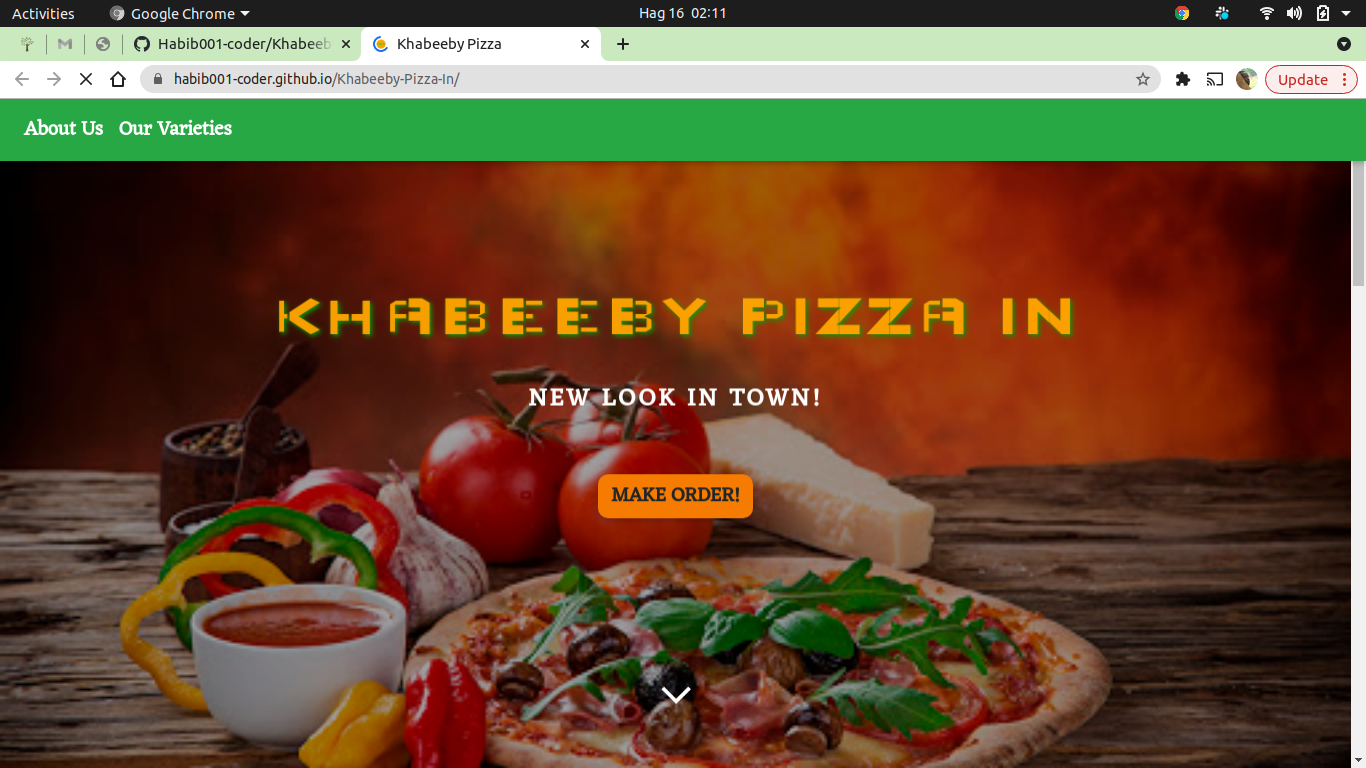 Activities Google Chrome Hag 16 02:11
Habib001-coder/Khabeeb Khabeeby Pizza
habib001-coder.github.io/Khabeeby-Pizza-In/ Update
About Us Our Varieties
KHABEEBY PIZZA IN
NEW LOOK IN TOWN!
MAKE ORDER!